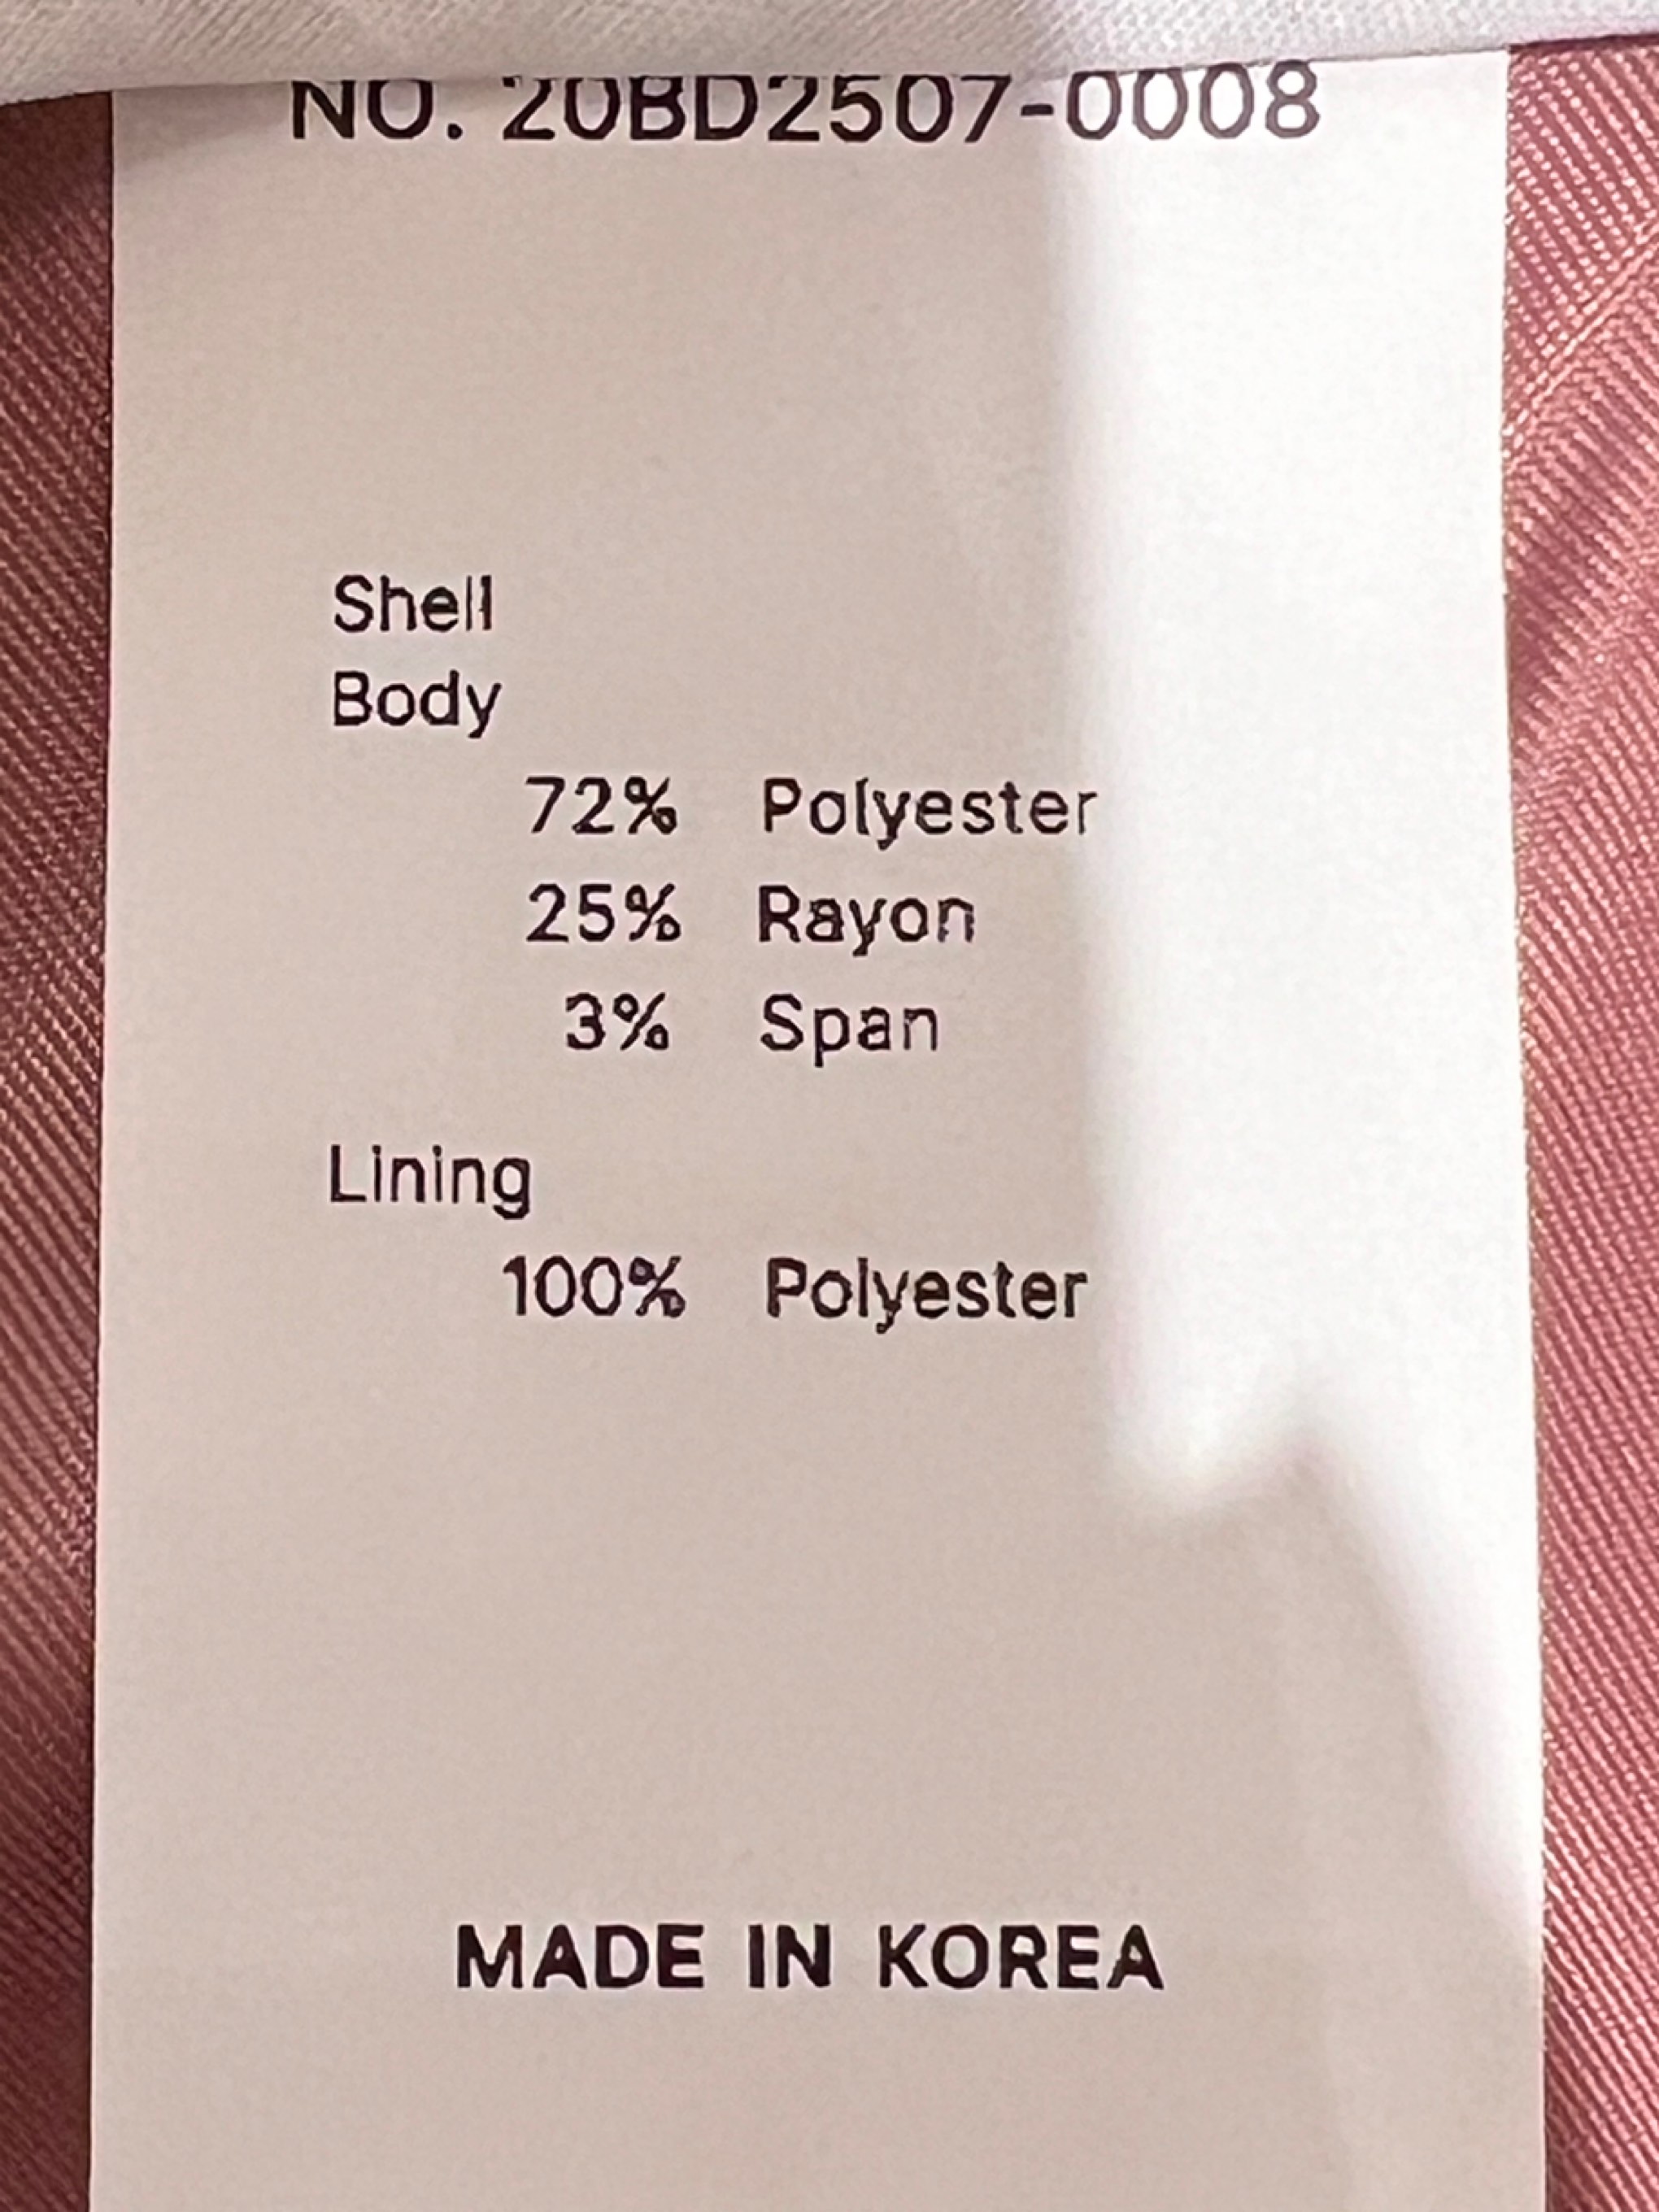 NO. 20BD2507-0008
Shell
Body
72% Polyester
25% Rayon
3% Span
Lining
100% Polyester
MADE IN KOREA